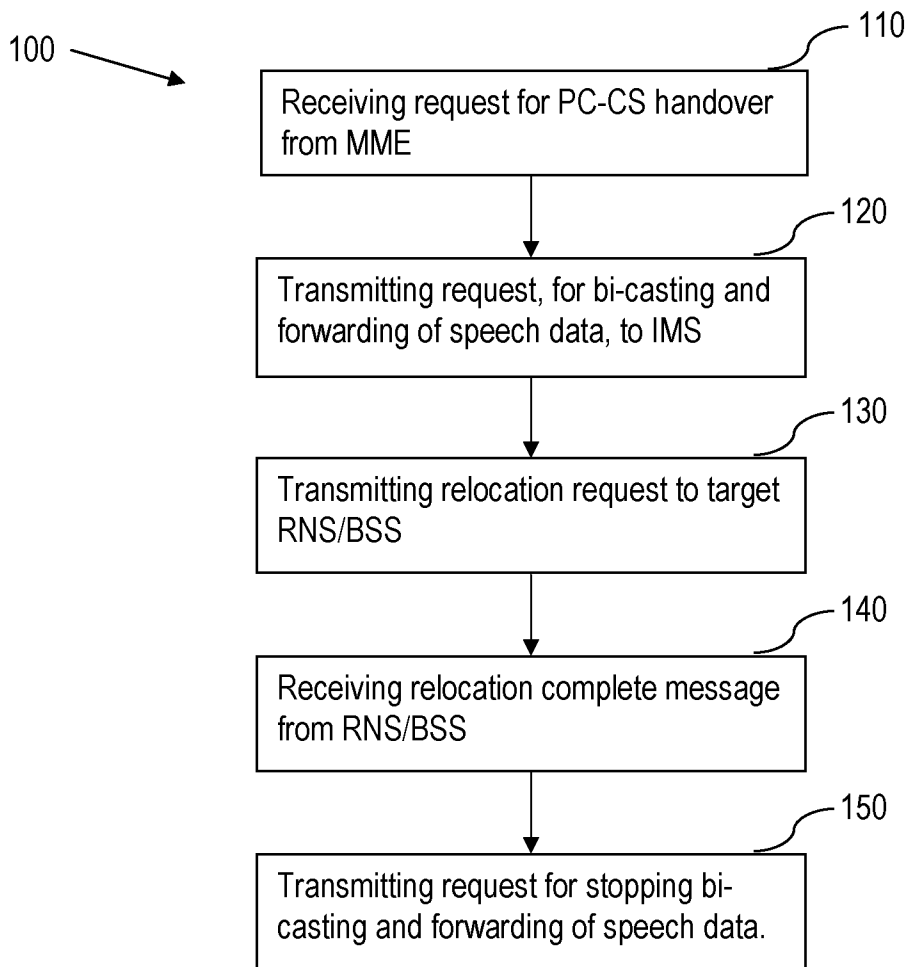 100
110
Receiving request for PC-CS handover
from MME
120
Transmitting request, for bi-casting and
forwarding of speech data, to IMS
130
Transmitting relocation request to target
RNS/BSS
140
Receiving relocation complete message
from RNS/BSS
150
Transmitting request for stopping bi-
casting and forwarding of speech data.